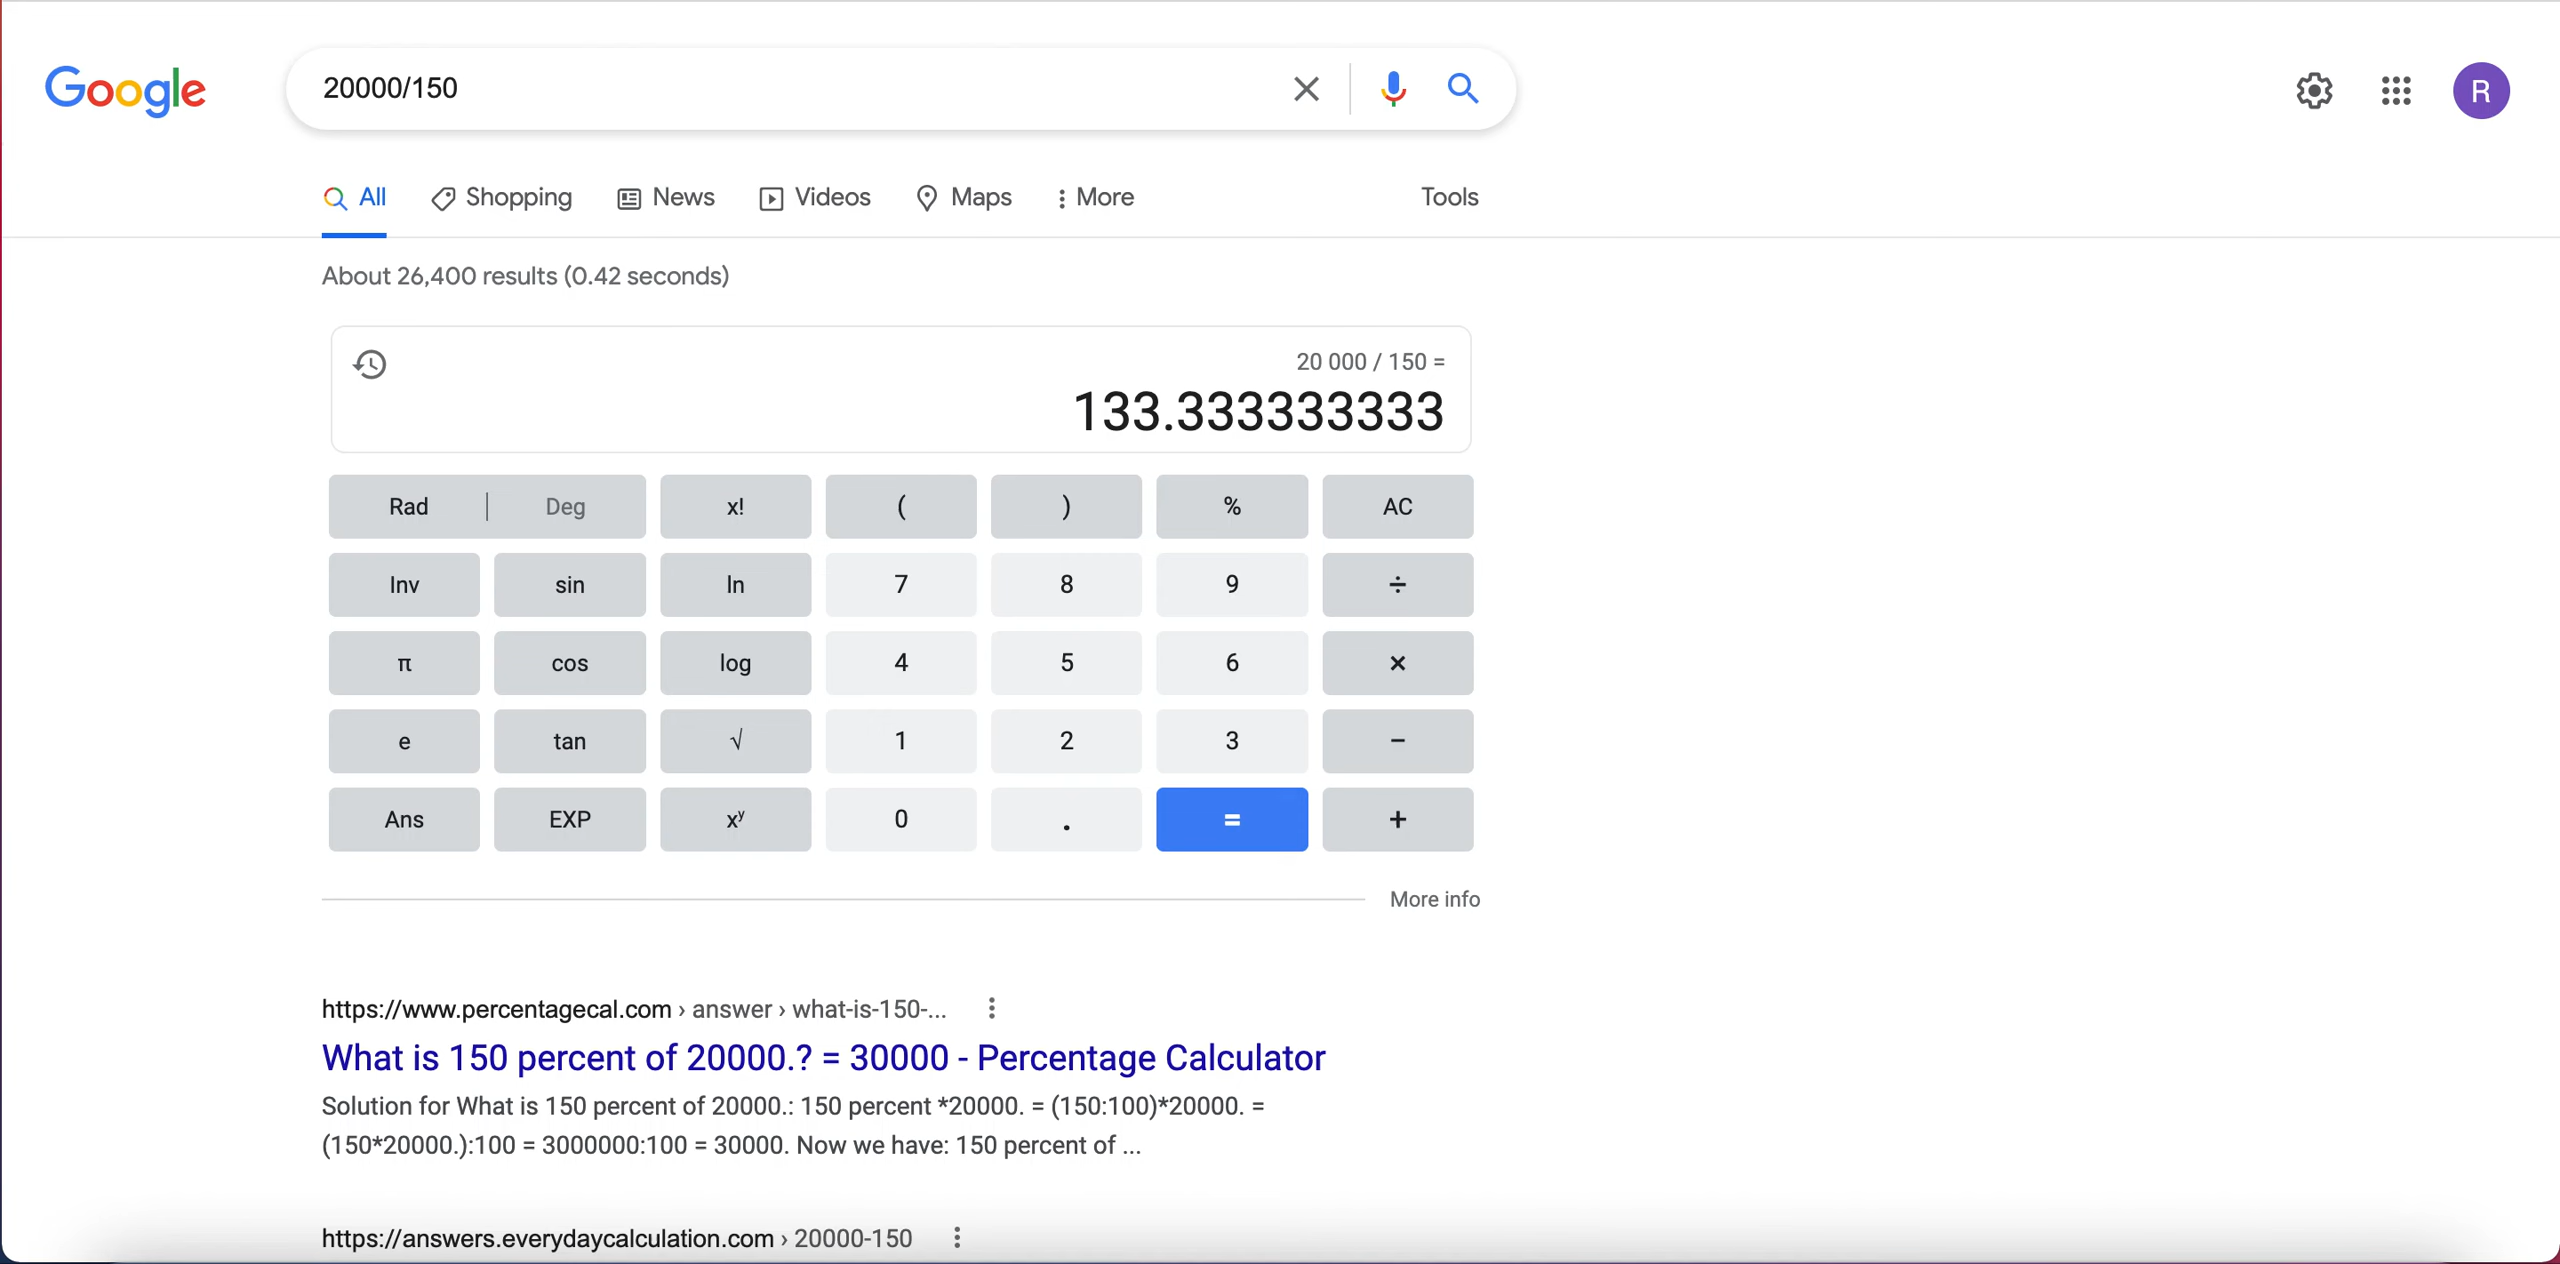 Google
20000/150
R
All
Shopping
News
Videos
Maps
More
Tools
About 26,400 results (0.42 seconds)
20 000 / 150 =
133.333333333
Rad | Deg x! ( ) % AC
Inv sin ln 7 8 9 ÷
π cos log 4 5 6 ×
e tan √ 1 2 3 −
Ans EXP xʸ 0 . = +
More info
https://www.percentagecal.com › answer › what-is-150-...
What is 150 percent of 20000.? = 30000 - Percentage Calculator
Solution for What is 150 percent of 20000.: 150 percent *20000. = (150:100)*20000. =
(150*20000.):100 = 3000000:100 = 30000. Now we have: 150 percent of ...
https://answers.everydaycalculation.com › 20000-150